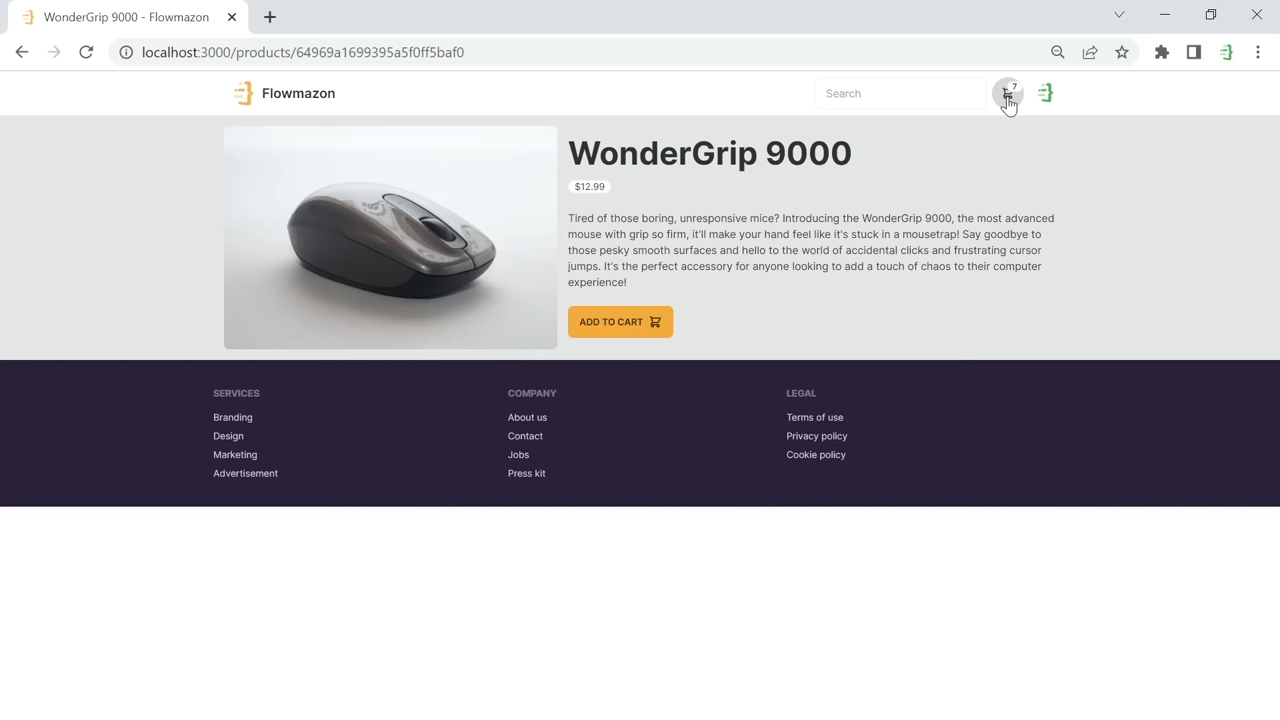 WonderGrip 9000 - Flowmazon
localhost:3000/products/64969a1699395a5f0ff5baf0
Flowmazon
Search
7
WonderGrip 9000
$12.99
Tired of those boring, unresponsive mice? Introducing the WonderGrip 9000, the most advanced
mouse with grip so firm, it'll make your hand feel like it's stuck in a mousetrap! Say goodbye to
those pesky smooth surfaces and hello to the world of accidental clicks and frustrating cursor
jumps. It's the perfect accessory for anyone looking to add a touch of chaos to their computer
experience!
ADD TO CART
SERVICES
Branding
Design
Marketing
Advertisement
COMPANY
About us
Contact
Jobs
Press kit
LEGAL
Terms of use
Privacy policy
Cookie policy